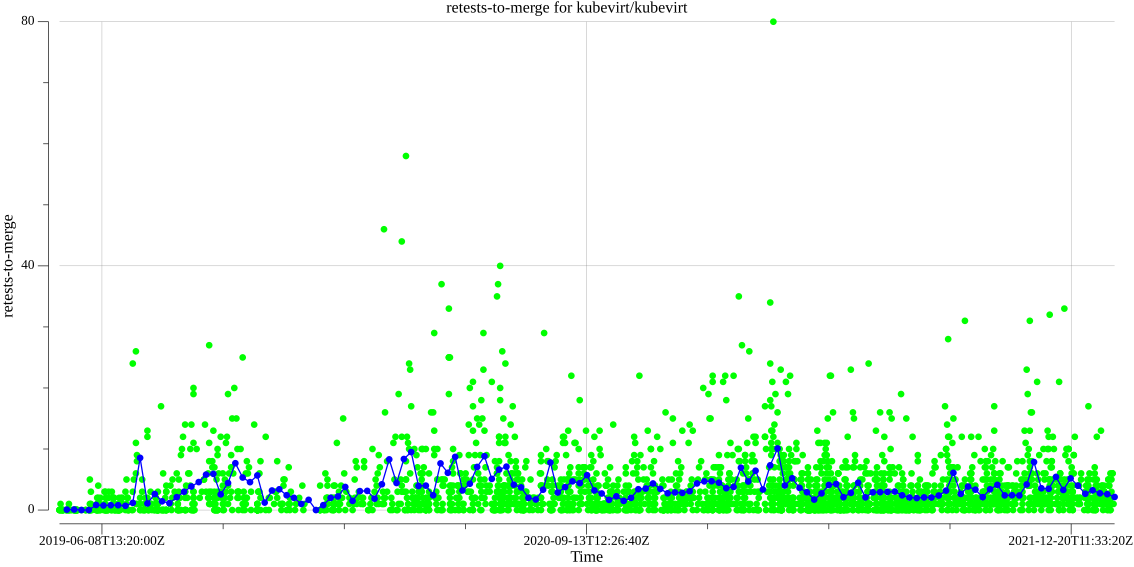 retests-to-merge for kubevirt/kubevirt
80
40
0
retests-to-merge
2019-06-08T13:20:00Z
2020-09-13T12:26:40Z
2021-12-20T11:33:20Z
Time